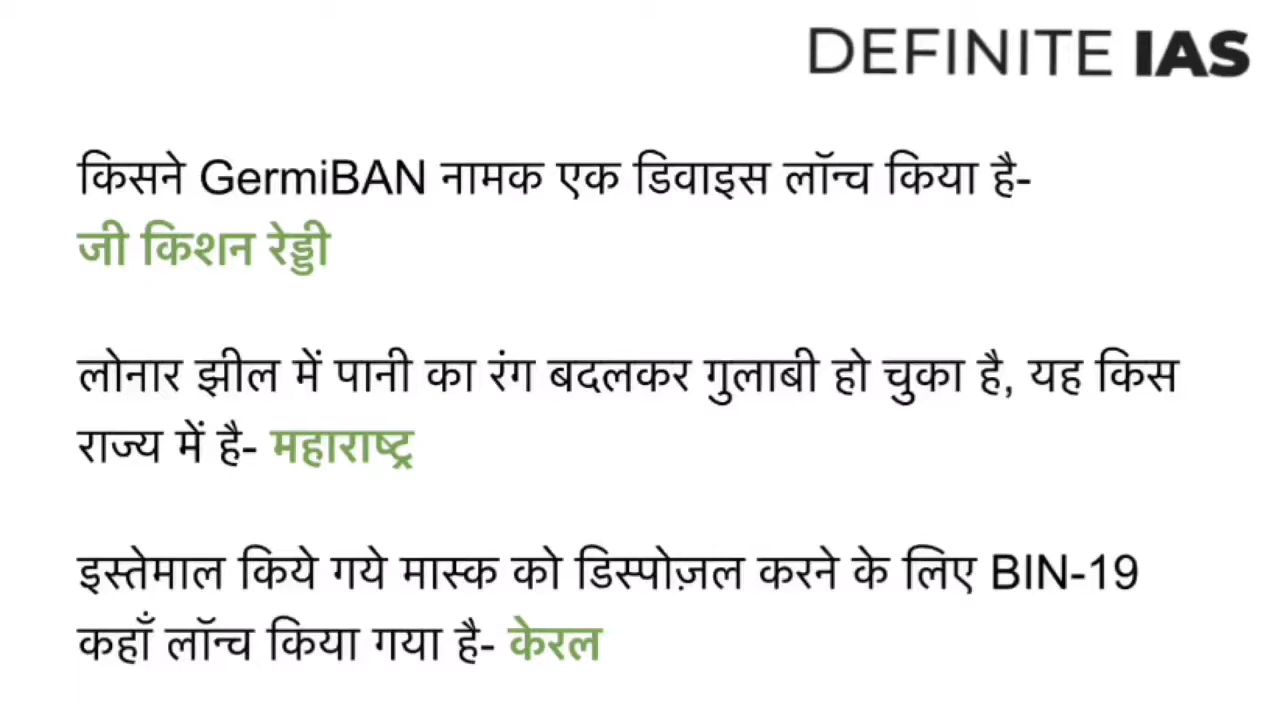 DEFINITE IAS
किसने GermiBAN नामक एक डिवाइस लॉन्च किया है-
जी किशन रेड्डी
लोनार झील में पानी का रंग बदलकर गुलाबी हो चुका है, यह किस
राज्य में है- महाराष्ट्र
इस्तेमाल किये गये मास्क को डिस्पोज़ल करने के लिए BIN-19
कहाँ लॉन्च किया गया है- केरल